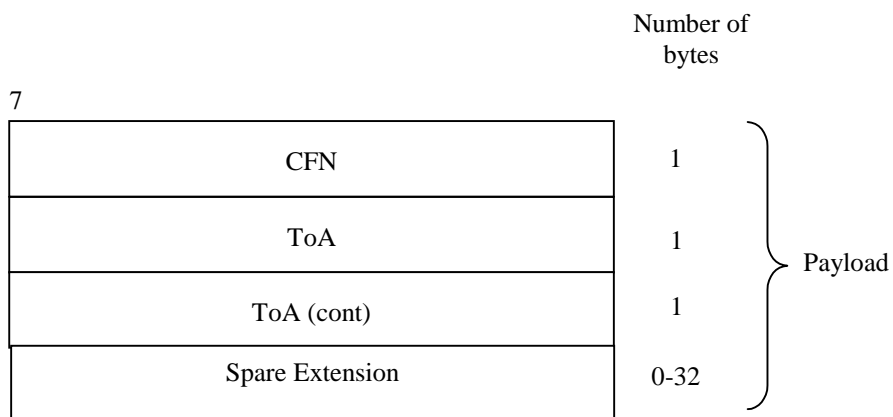 Number of
bytes
7
CFN 1
ToA 1
ToA (cont) 1
Payload
Spare Extension 0-32